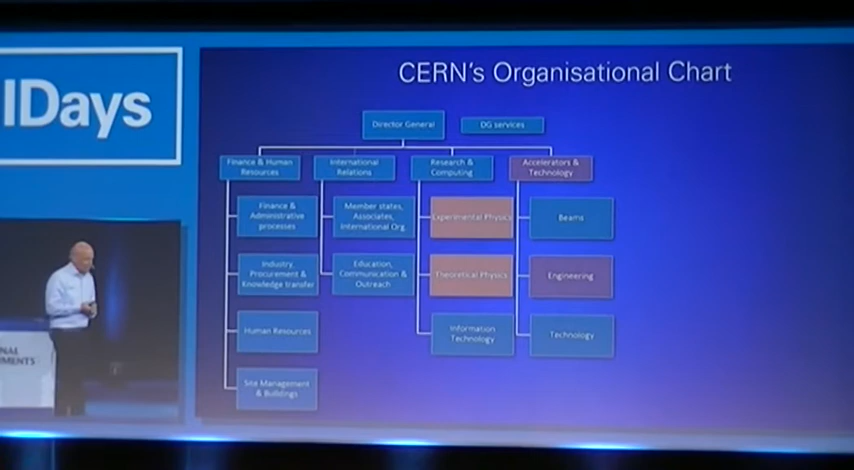 IDays
CERN's Organisational Chart
Director General
DG services
Finance & Human
Resources
International
Relations
Research &
Computing
Accelerators &
Technology
Finance &
Administrative
processes
Member states,
Associates,
International Org.
Experimental Physics
Beams
Industry,
Procurement &
Knowledge transfer
Education,
Communication &
Outreach
Theoretical Physics
Engineering
Human Resources
Information
Technology
Technology
Site Management
& Buildings
NAL
MENTS